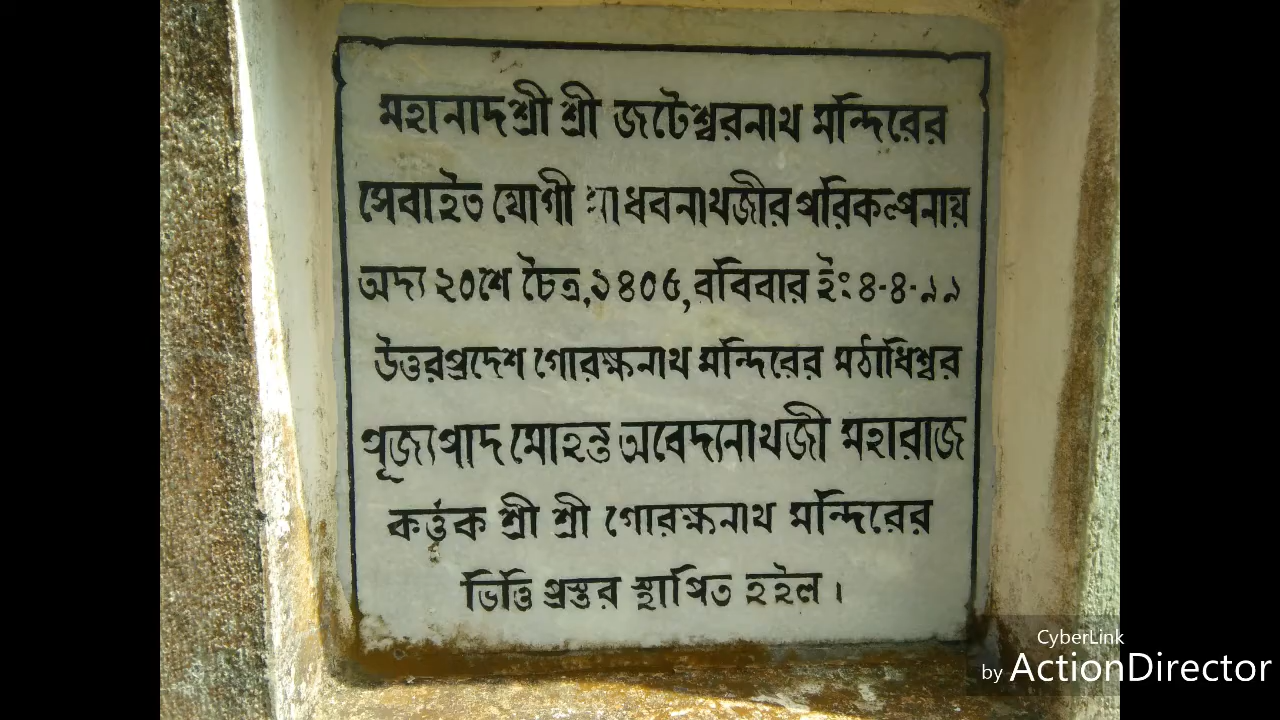 মহানাদ শ্রী শ্রী জটেশ্বরনাথ মন্দিরের
সেবাইত যোগী মাধবনাথজীর পরিকল্পনায়
অদ্য ২০শে চৈত্র, ১৪০৫, রবিবার ইং ৪-৪-৯৯
উত্তরপ্রদেশ গোরক্ষনাথ মন্দিরের মঠাধিশ্বর
পূজ্যপাদ মোহন্ত অবেদ্যনাথজী মহারাজ
কর্ত্তৃক শ্রী শ্রী গোরক্ষনাথ মন্দিরের
ভিত্তি প্রস্তর স্থাপিত হইল।
CyberLink
by ActionDirector